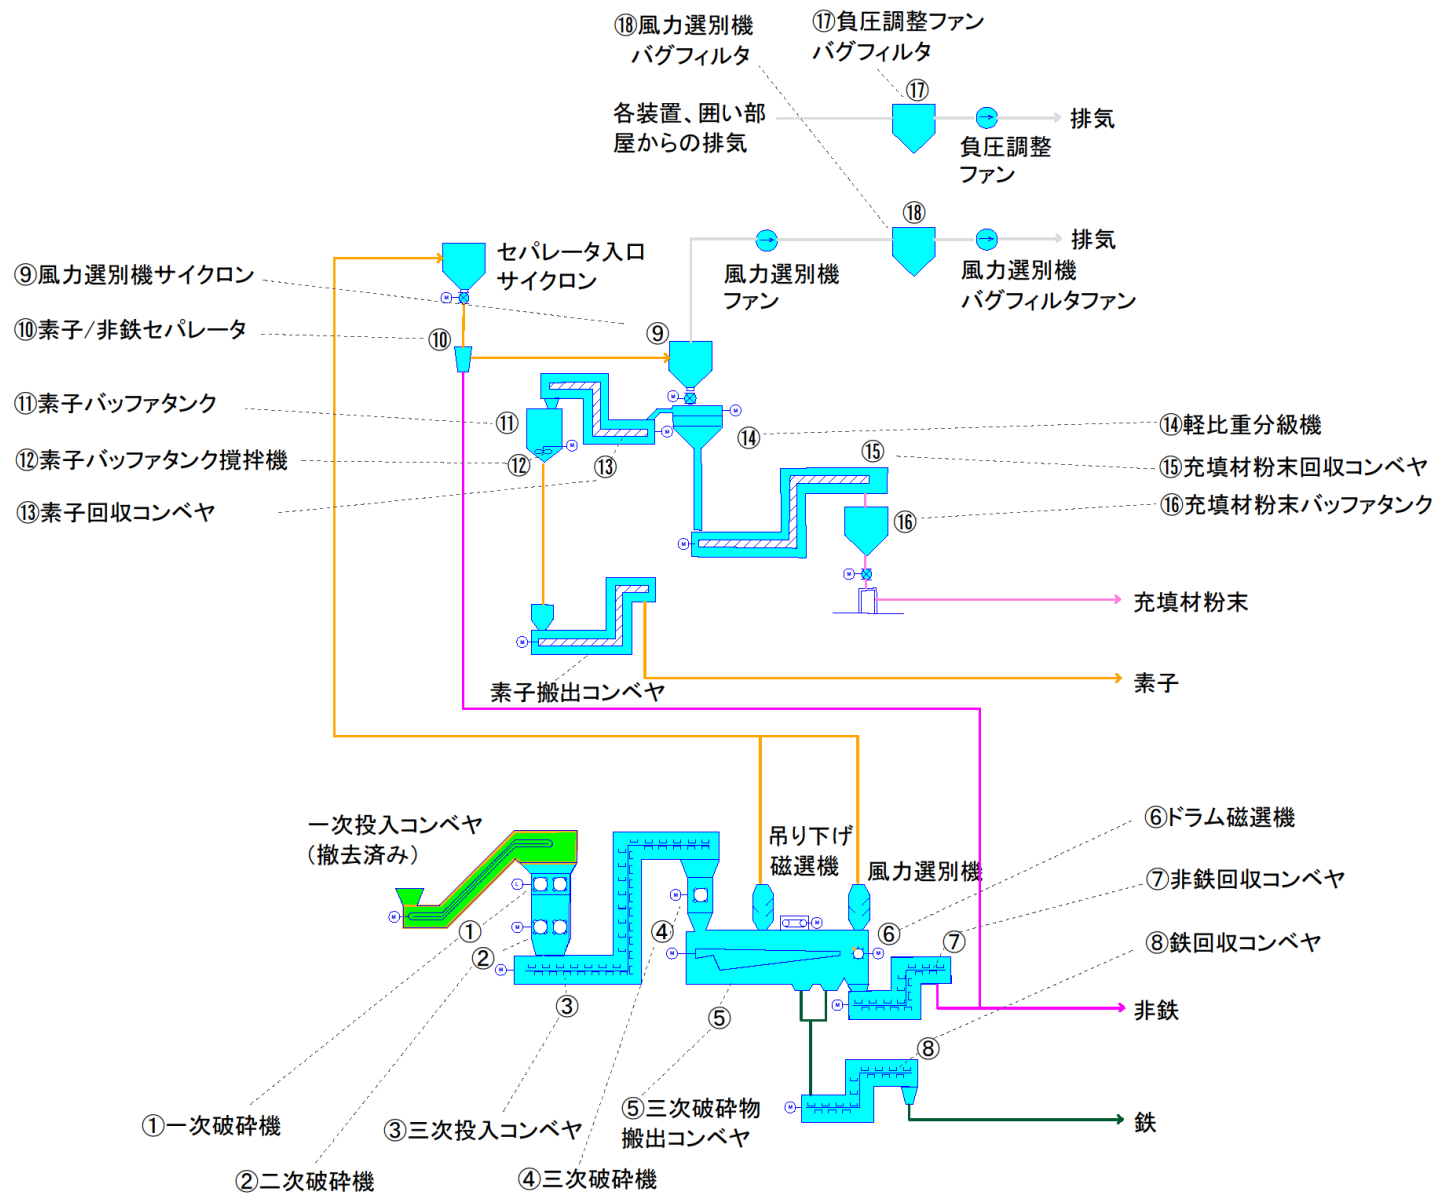 ⑱風力選別機
バグフィルタ
⑰負圧調整ファン
バグフィルタ
⑰
各装置、囲い部
屋からの排気
排気
負圧調整
ファン
⑱
排気
風力選別機
ファン
風力選別機
バグフィルタファン
セパレータ入口
サイクロン
⑨風力選別機サイクロン
M
⑩素子/非鉄セパレータ
⑩
⑨
⑪素子バッファタンク
M
M
⑪
M
⑭
⑭軽比重分級機
⑫素子バッファタンク撹拌機
M
⑫
⑬
⑮
⑮充填材粉末回収コンベヤ
⑬素子回収コンベヤ
⑯
⑯充填材粉末バッファタンク
M
M
充填材粉末
M
素子搬出コンベヤ
素子
一次投入コンベヤ
（撤去済み）
吊り下げ
磁選機
風力選別機
⑥ドラム磁選機
⑦非鉄回収コンベヤ
L
M
M
M
M
①
②
④
⑥
⑦
⑧鉄回収コンベヤ
M
M
M
M
③
⑤
非鉄
⑧
M
鉄
①一次破砕機
③三次投入コンベヤ
⑤三次破砕物
搬出コンベヤ
②二次破砕機
④三次破砕機